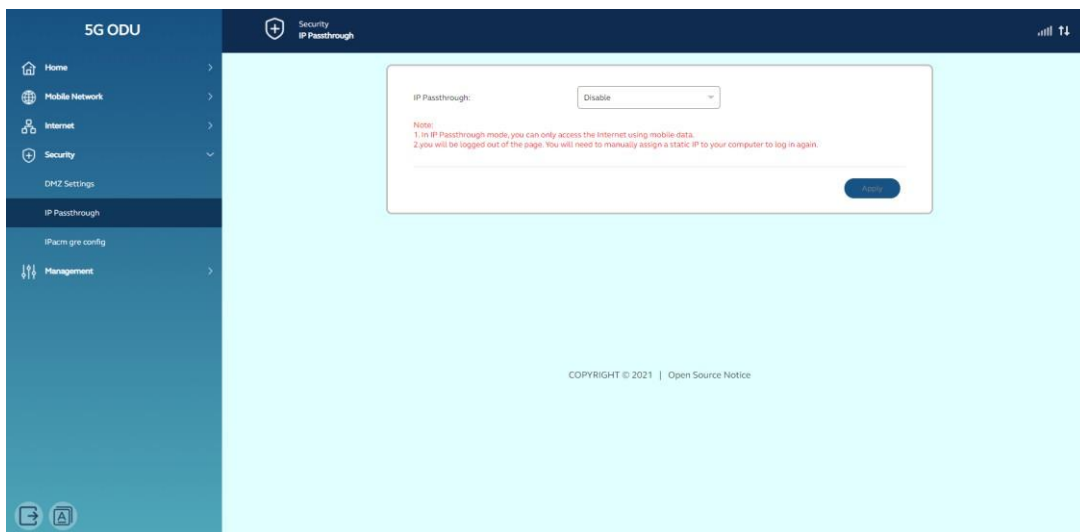 5G ODU
Security
IP Passthrough
Home
Mobile Network
Internet
Security
DMZ Settings
IP Passthrough
IPacm gre config
Management
IP Passthrough:
Disable
Note:
1. In IP Passthrough mode, you can only access the Internet using mobile data.
2.you will be logged out of the page. You will need to manually assign a static IP to your computer to log in again.
Apply
COPYRIGHT © 2021 | Open Source Notice
A